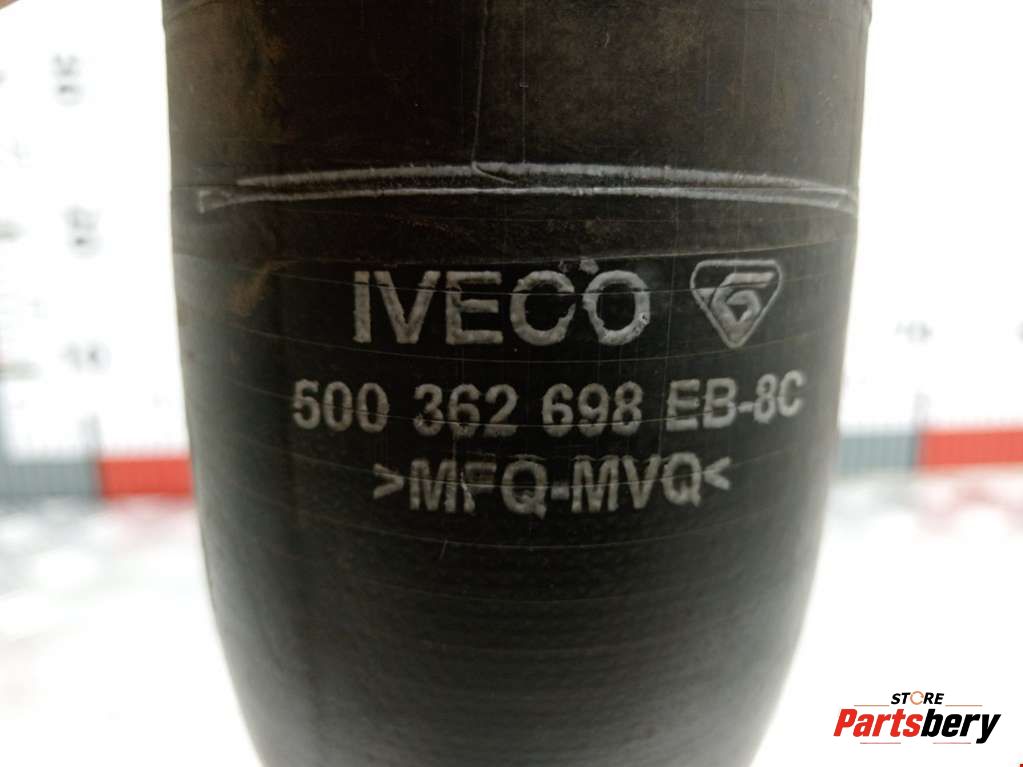 IVECO
500 362 698 EB-8C
>MFQ-MVQ<
STORE
Partsbery